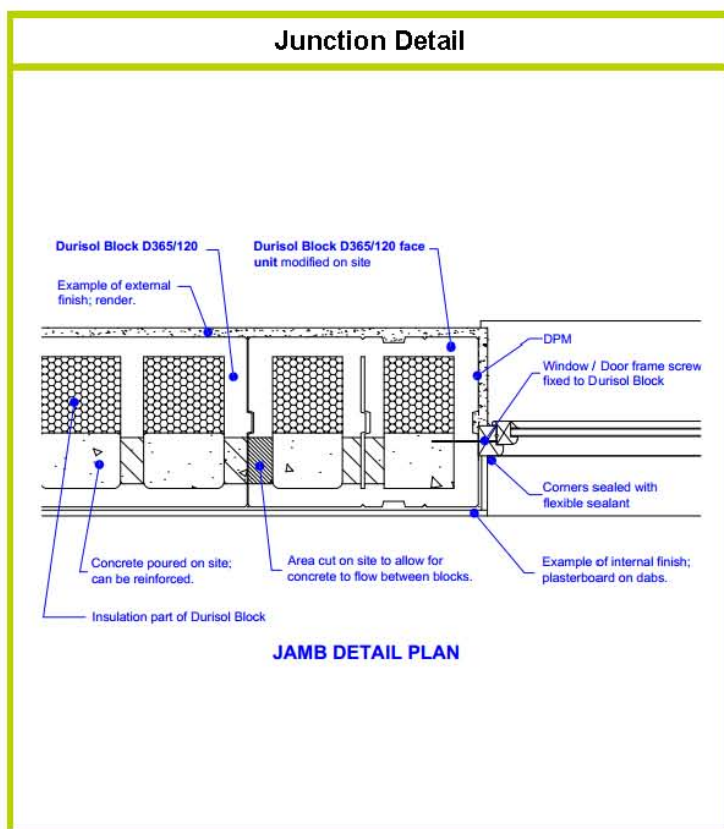 Junction Detail
Durisol Block D365/120
Durisol Block D365/120 face
unit modified on site
Example of external
finish; render.
DPM
Window / Door frame screw
fixed to Durisol Block
Corners sealed with
flexible sealant
Concrete poured on site;
can be reinforced.
Area cut on site to allow for
concrete to flow between blocks.
Example of internal finish;
plasterboard on dabs.
Insulation part of Durisol Block
JAMB DETAIL PLAN